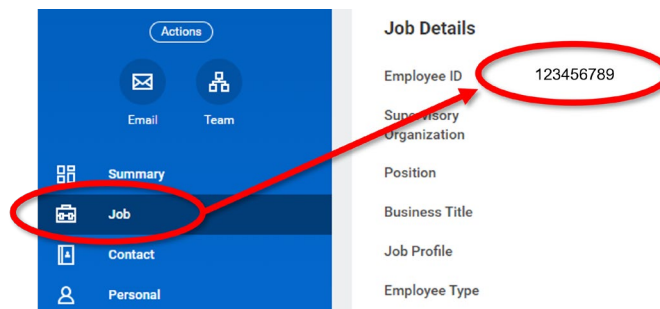 Actions
Email
Team
Summary
Job
Contact
Personal
Job Details
Employee ID 123456789
Supervisory
Organization
Position
Business Title
Job Profile
Employee Type